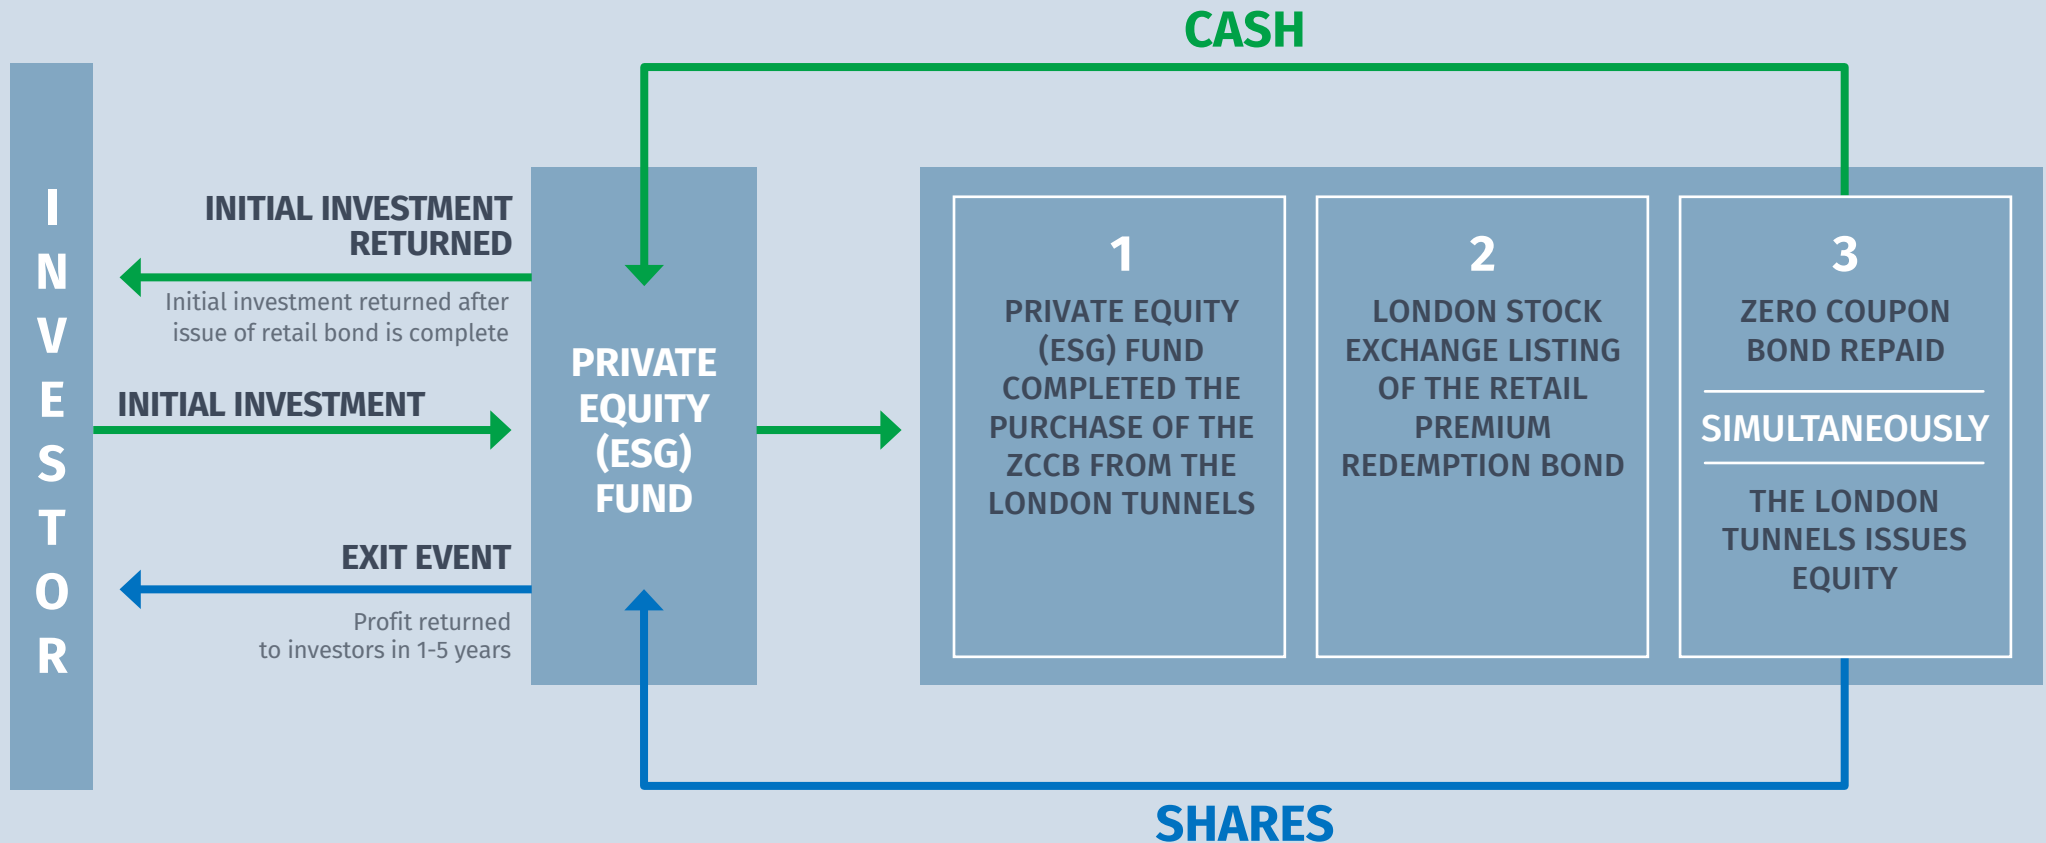 CASH
INVESTOR
INITIAL INVESTMENT
RETURNED
Initial investment returned after
issue of retail bond is complete
INITIAL INVESTMENT
EXIT EVENT
Profit returned
to investors in 1-5 years
PRIVATE
EQUITY
(ESG)
FUND
1
PRIVATE EQUITY
(ESG) FUND
COMPLETED THE
PURCHASE OF THE
ZCCB FROM THE
LONDON TUNNELS
2
LONDON STOCK
EXCHANGE LISTING
OF THE RETAIL
PREMIUM
REDEMPTION BOND
3
ZERO COUPON
BOND REPAID
SIMULTANEOUSLY
THE LONDON
TUNNELS ISSUES
EQUITY
SHARES